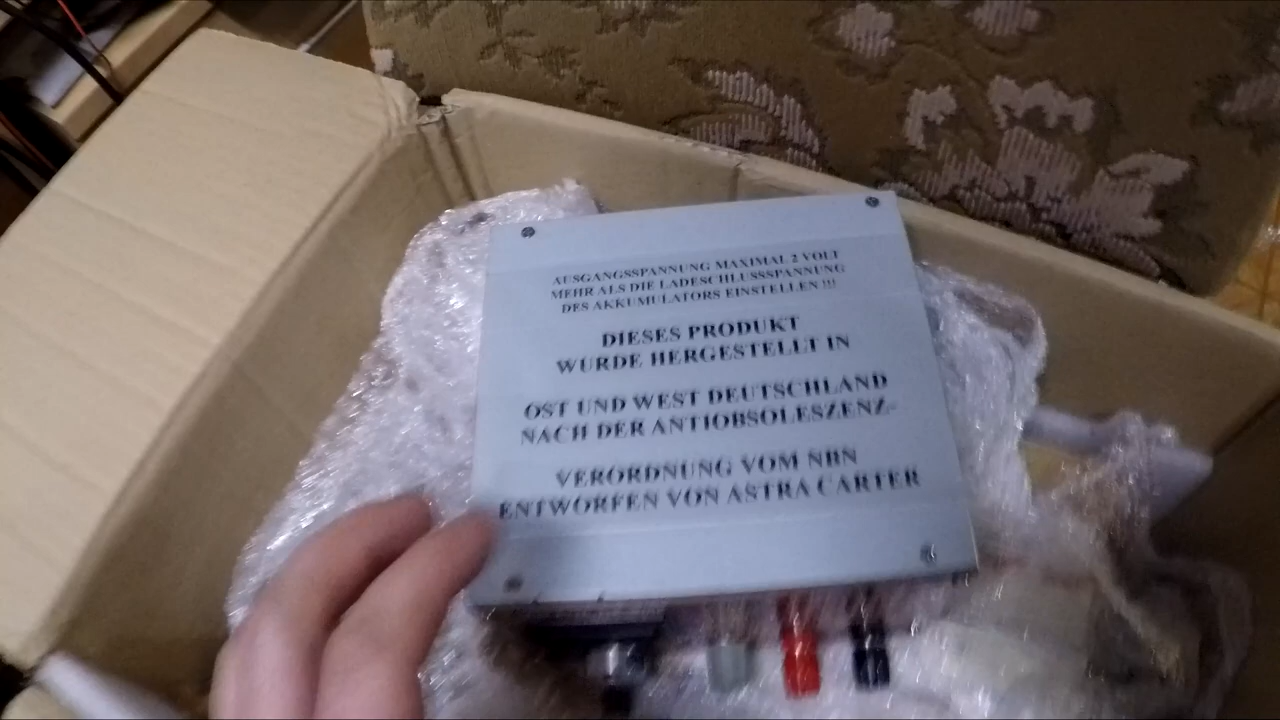 AUSGANGSSPANNUNG MAXIMAL 2 VOLT
MEHR ALS DIE LADESCHLUSSSPANNUNG
DES AKKUMULATORS EINSTELLEN !!!
DIESES PRODUKT
WURDE HERGESTELLT IN
OST UND WEST DEUTSCHLAND
NACH DER ANTIOBSOLESZENZ-
VERORDNUNG VOM NBN
ENTWORFEN VON ASTRA CARTER